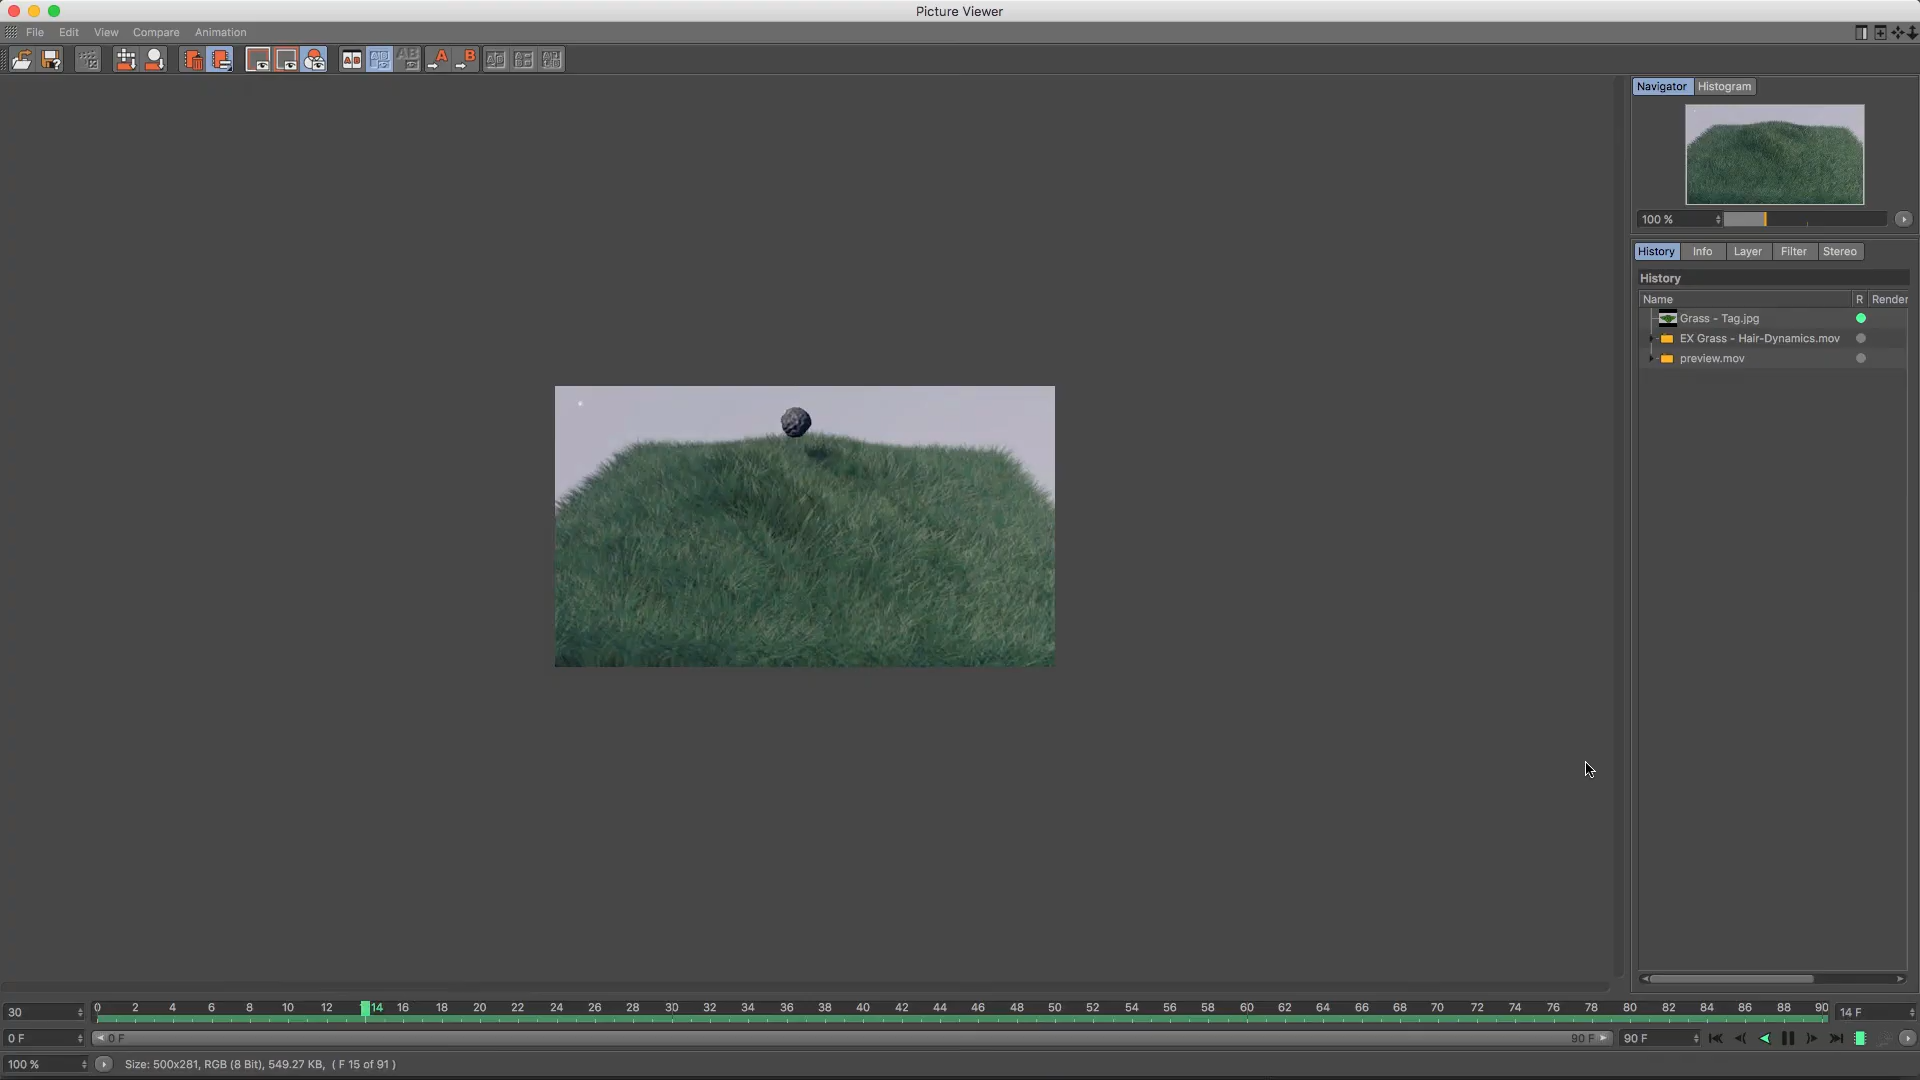 Picture Viewer
File Edit View Compare Animation
AB
AB
A B
Navigator Histogram
100 %
History Info Layer Filter Stereo
History
Name R Render
Grass - Tag.jpg
EX Grass - Hair-Dynamics.mov
preview.mov
30 0 2 4 6 8 10 12 14 16 18 20 22 24 26 28 30 32 34 36 38 40 42 44 46 48 50 52 54 56 58 60 62 64 66 68 70 72 74 76 78 80 82 84 86 88 90 14 F
0 F 0 F 90 F 90 F
100 % Size: 500x281, RGB (8 Bit), 549.27 KB, ( F 15 of 91 )